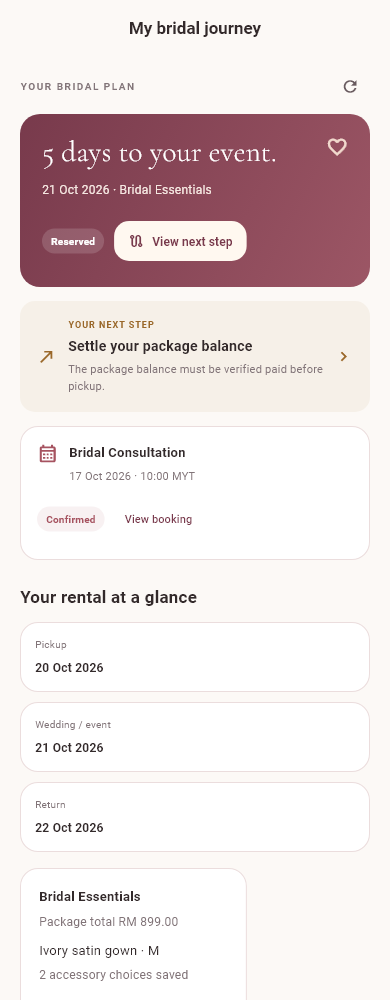 My bridal journey
YOUR BRIDAL PLAN
5 days to your event.
21 Oct 2026 · Bridal Essentials
Reserved
View next step
YOUR NEXT STEP
Settle your package balance
The package balance must be verified paid before
pickup.
Bridal Consultation
17 Oct 2026 · 10:00 MYT
Confirmed
View booking
Your rental at a glance
Pickup
20 Oct 2026
Wedding / event
21 Oct 2026
Return
22 Oct 2026
Bridal Essentials
Package total RM 899.00
Ivory satin gown · M
2 accessory choices saved